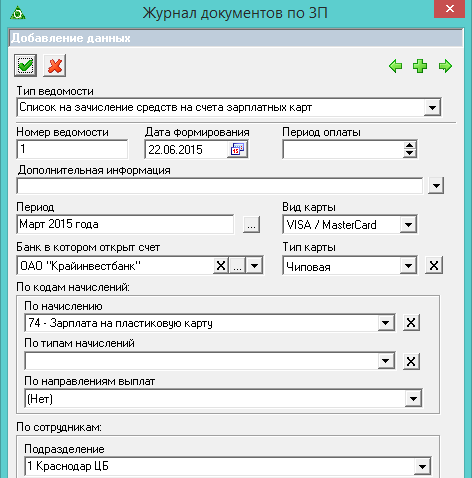 Журнал документов по ЗП
Добавление данных
Тип ведомости
Список на зачисление средств на счета зарплатных карт
Номер ведомости Дата формирования Период оплаты
1 22.06.2015
Дополнительная информация
Период Вид карты
Март 2015 года ... VISA / MasterCard
Банк в котором открыт счет Тип карты
ОАО "Крайинвестбанк" X ... Чиповая X
По кодам начислений:
По начислению
74 - Зарплата на пластиковую карту X
По типам начислений
X
По направлениям выплат
(Нет)
По сотрудникам:
Подразделение
1 Краснодар ЦБ